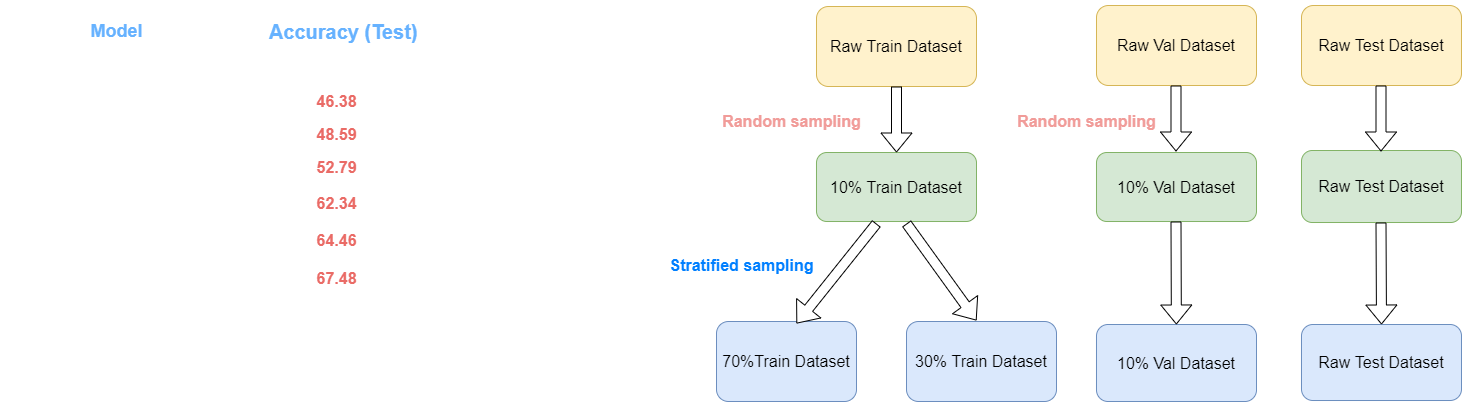 Model
Accuracy (Test)
46.38
48.59
52.79
62.34
64.46
67.48
Raw Train Dataset
Raw Val Dataset
Raw Test Dataset
Random sampling
Random sampling
10% Train Dataset
10% Val Dataset
Raw Test Dataset
Stratified sampling
70%Train Dataset
30% Train Dataset
10% Val Dataset
Raw Test Dataset